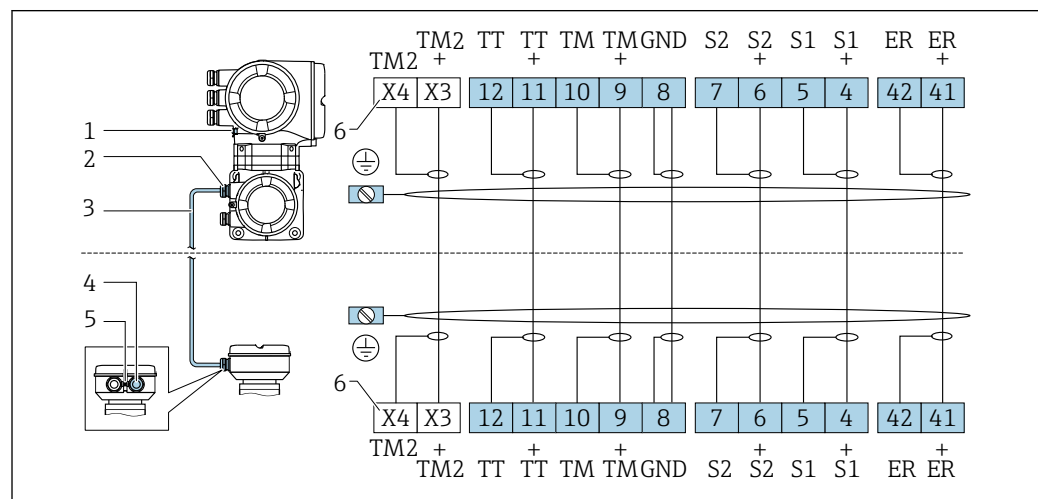 TM2 TT TT TM TM GND S2 S2 S1 S1 ER ER
TM2 + + + + + +
X4 X3 12 11 10 9 8 7 6 5 4 42 41
6
1
2
3
4
5
6
X4 X3 12 11 10 9 8 7 6 5 4 42 41
TM2 + + + + + +
TM2 TT TT TM TM GND S2 S2 S1 S1 ER ER